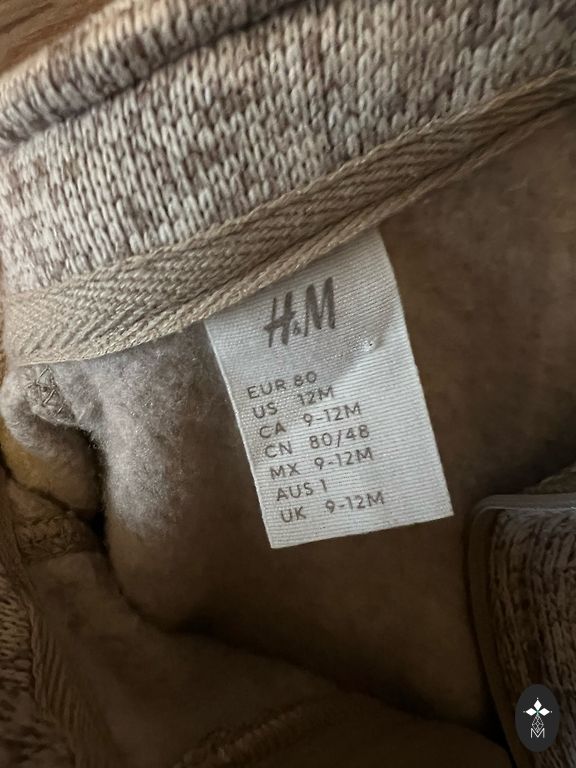 H&M
EUR 80
US 12M
CA 9-12M
CN 80/48
MX 9-12M
AUS 1
UK 9-12M
M